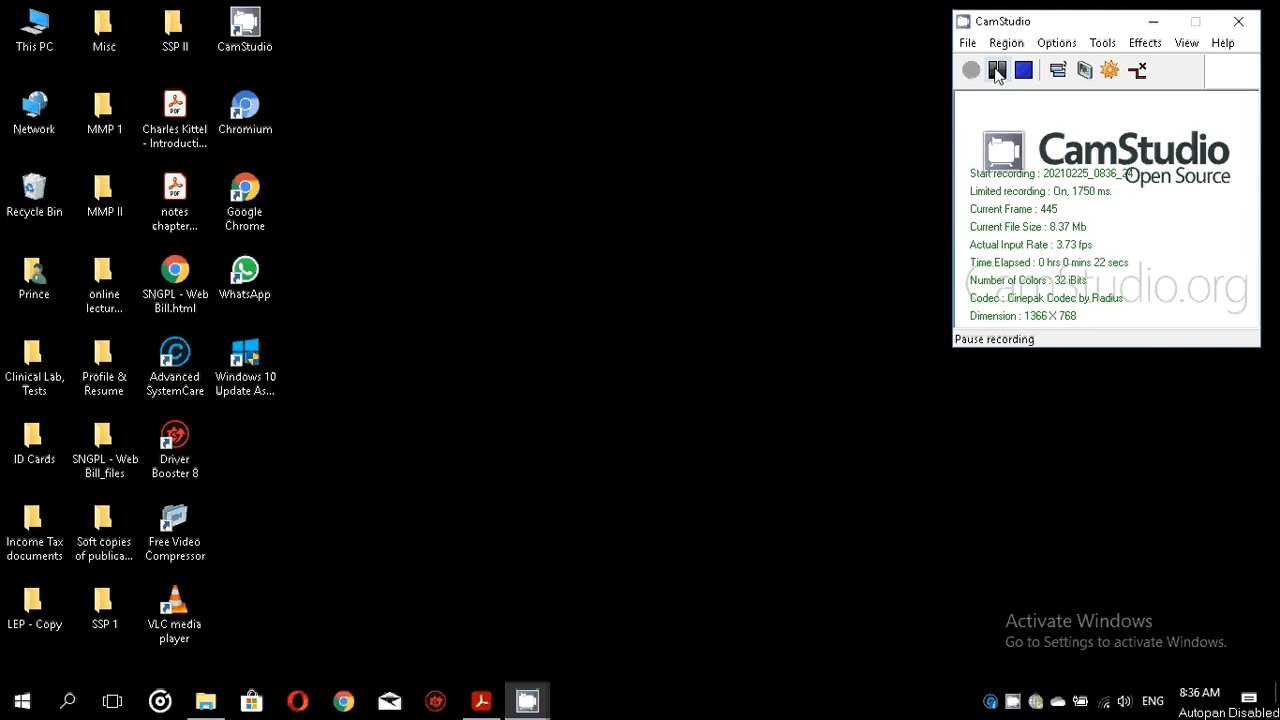 This PC
Misc
SSP II
CamStudio
Network
MMP 1
Charles Kittel
- Introducti...
Chromium
Recycle Bin
MMP II
notes
chapter...
Google
Chrome
Prince
online
lectur...
SNGPL - Web
Bill.html
WhatsApp
Clinical Lab,
Tests
Profile &
Resume
Advanced
SystemCare
Windows 10
Update As...
ID Cards
SNGPL - Web
Bill_files
Driver
Booster 8
Income Tax
documents
Soft copies
of publica...
Free Video
Compressor
LEP - Copy
SSP 1
VLC media
player
CamStudio
File Region Options Tools Effects View Help
CamStudio
Open Source
CamStudio.org
Start recording : 20210225_0836_24
Limited recording : On, 1750 ms.
Current Frame : 445
Current File Size : 8.37 Mb
Actual Input Rate : 3.73 fps
Time Elapsed : 0 hrs 0 mins 22 secs
Number of Colors : 32 iBits
Codec : Cinepak Codec by Radius
Dimension : 1366 X 768
Pause recording
Activate Windows
Go to Settings to activate Windows.
ENG
8:36 AM
Autopan Disabled